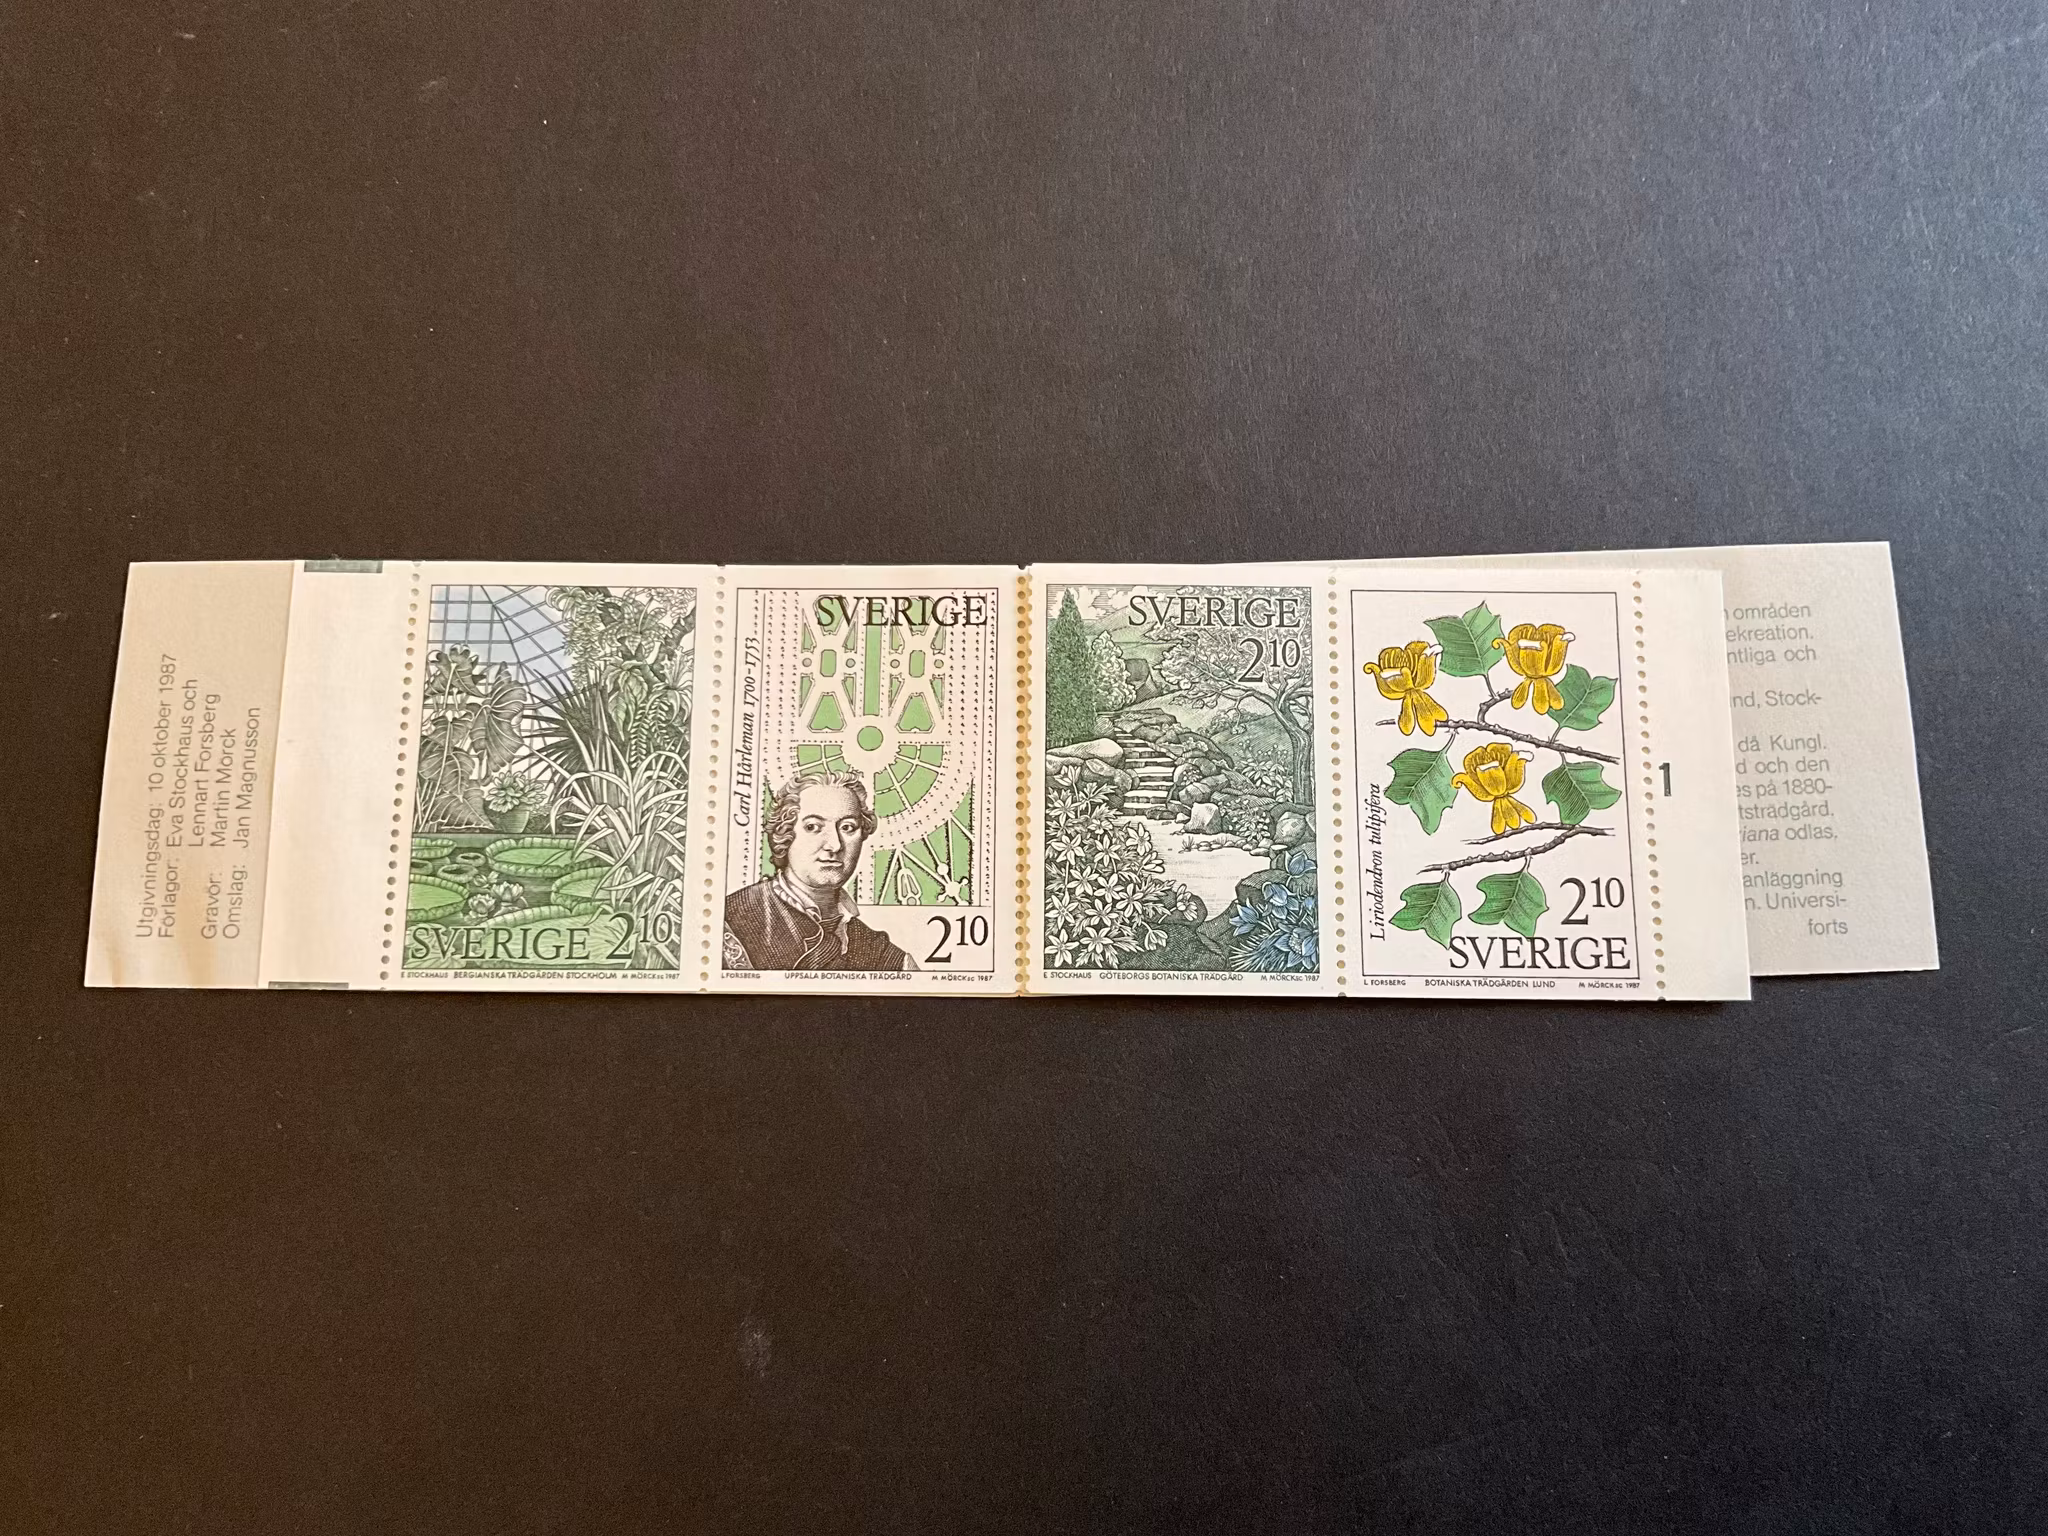 Utgivningsdag: 10 oktober 1987
Förlagor: Eva Stockhaus och
Lennart Forsberg
Gravör: Martin Mörck
Omslag: Jan Magnusson
SVERIGE 2 10
E STOCKHAUS BERGIANSKA TRÄDGÅRDEN STOCKHOLM M MÖRCK SC 1987
SVERIGE
Carl Hårleman 1700-1753
2 10
L FORSBERG UPPSALA BOTANISKA TRÄDGÅRD M MÖRCK SC 1987
SVERIGE
2 10
E STOCKHAUS GÖTEBORGS BOTANISKA TRÄDGÅRD M MÖRCK SC 1987
Liriodendron tulipifera
2 10
SVERIGE
L FORSBERG BOTANISKA TRÄDGÅRDEN LUND M MÖRCK SC 1987
1
områden
ekreation.
ntliga och
nd, Stock-
då Kungl.
d och den
es på 1880-
tsträdgård.
riana odlas,
er.
anläggning
n. Universi-
forts